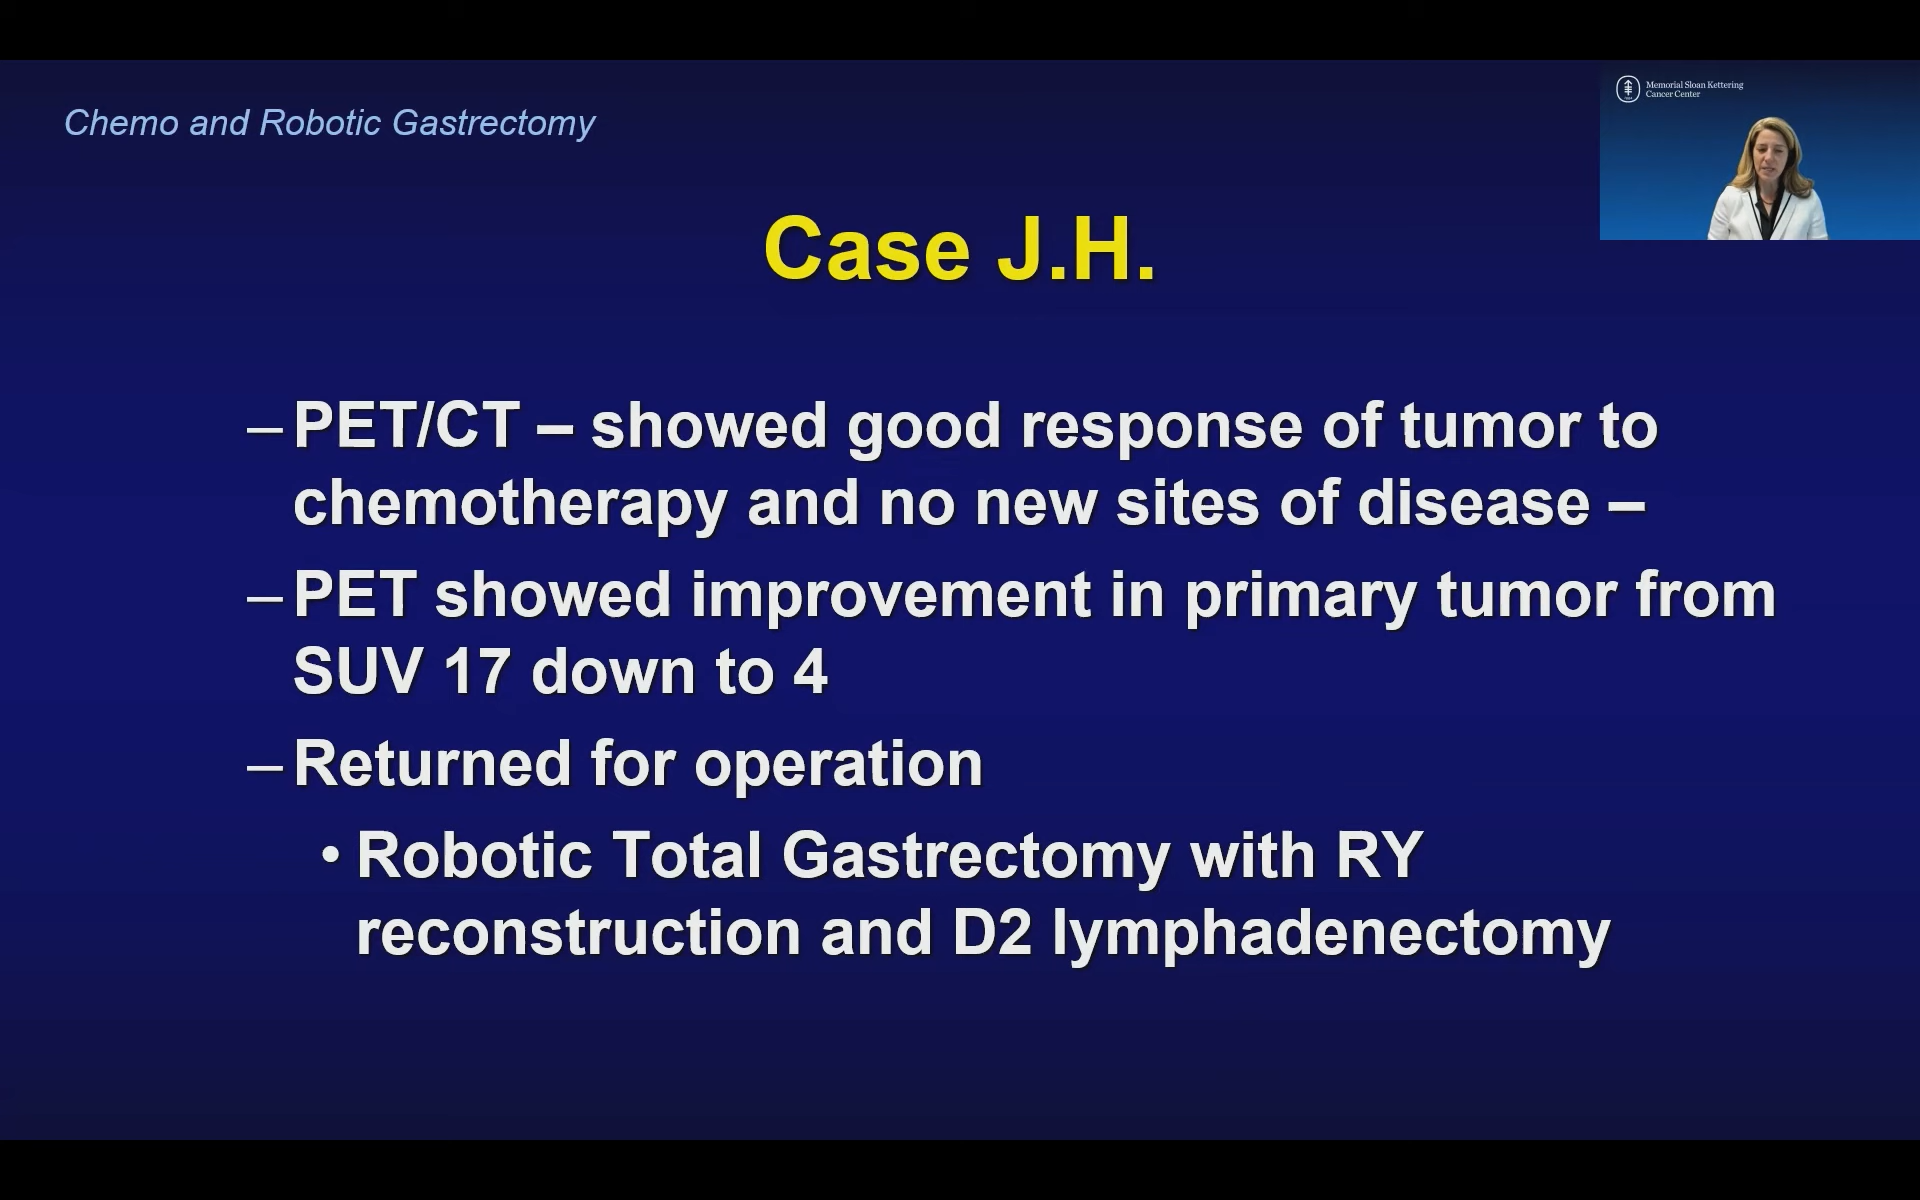 Chemo and Robotic Gastrectomy
Memorial Sloan Kettering
Cancer Center
Case J.H.
– PET/CT – showed good response of tumor to
chemotherapy and no new sites of disease –
– PET showed improvement in primary tumor from
SUV 17 down to 4
– Returned for operation
• Robotic Total Gastrectomy with RY
reconstruction and D2 lymphadenectomy